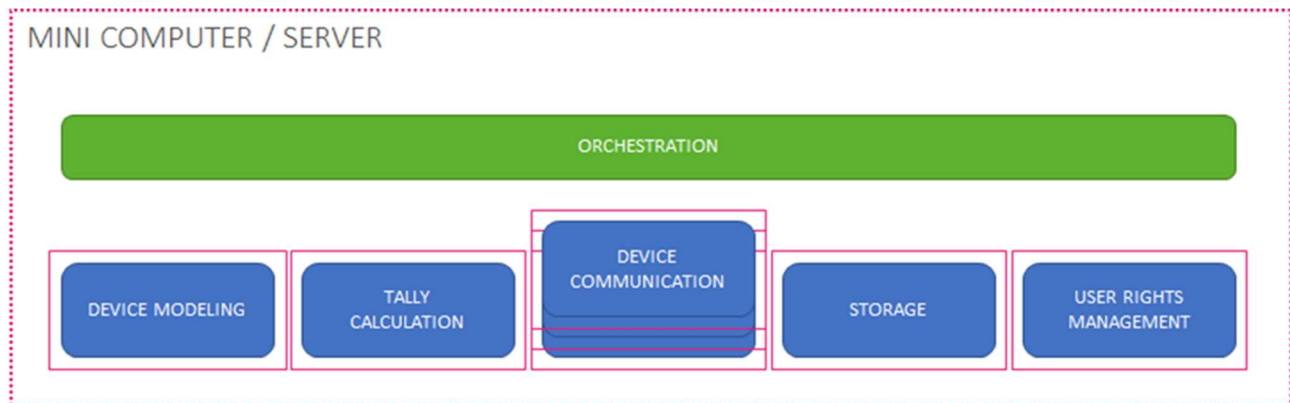 MINI COMPUTER / SERVER
ORCHESTRATION
DEVICE MODELING
TALLY
CALCULATION
DEVICE
COMMUNICATION
STORAGE
USER RIGHTS
MANAGEMENT